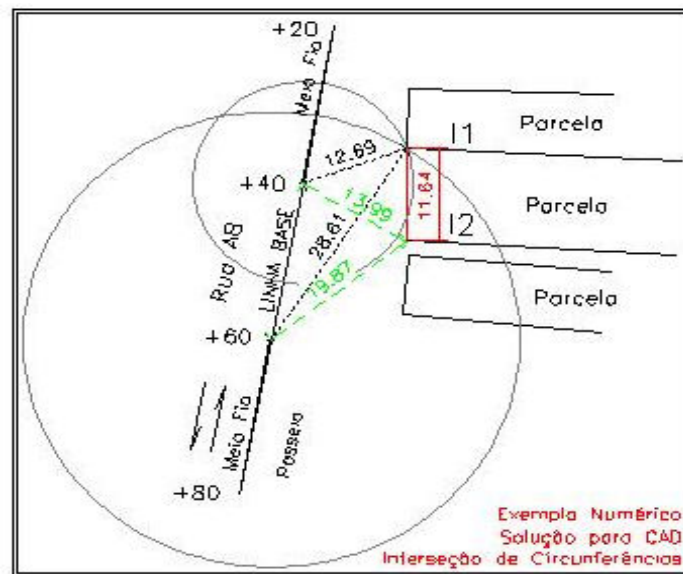 +20
Meio Fio
Parcela
I1
12.69
+40
13.99
11.64
28.61
Parcela
I2
Rua AB
LINHA BASE
19.87
Parcela
+60
Meio Fio
Passeio
+80
Exemplo Numérico
Solução para CAD
Interseção de Circunferências